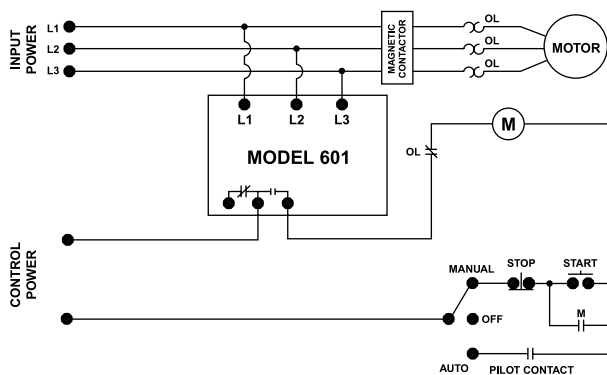 L1
OL
INPUT
POWER
L2
OL
L3
OL
MAGNETIC
CONTACTOR
MOTOR
L1
L2
L3
MODEL 601
OL
M
CONTROL
POWER
MANUAL
STOP
START
OFF
M
AUTO
PILOT CONTACT